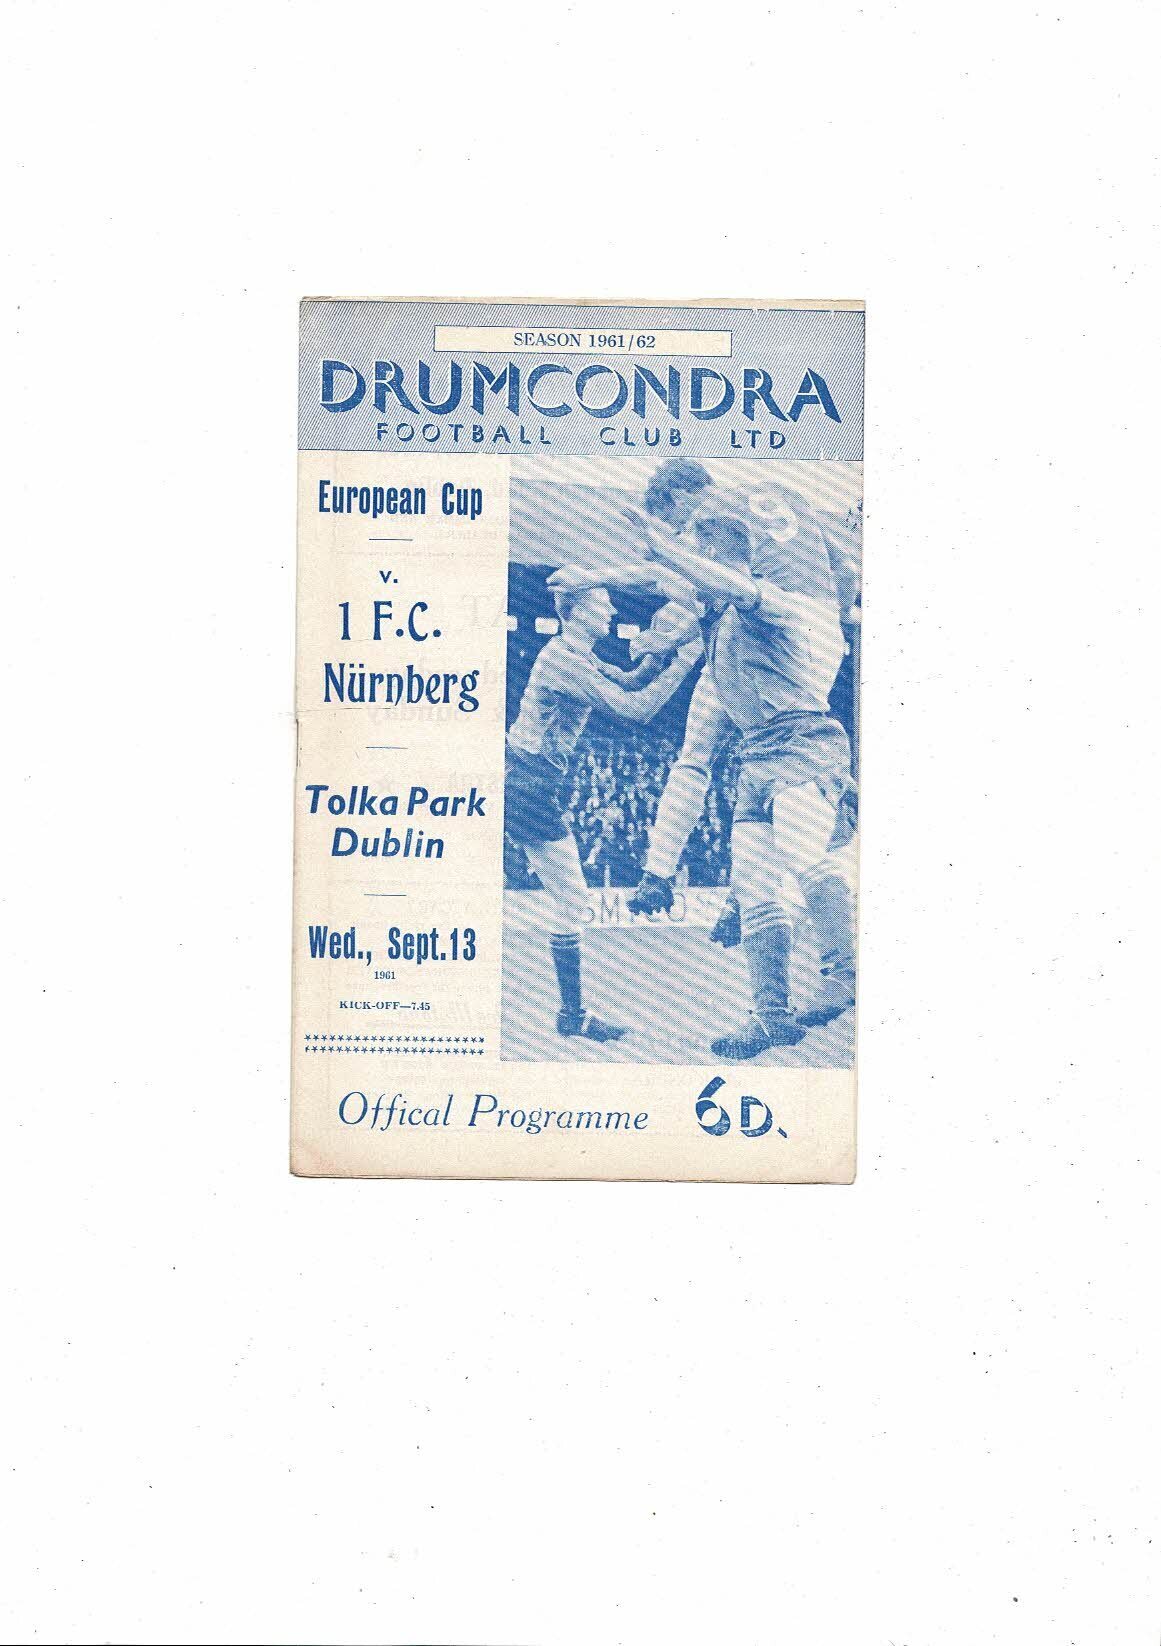 SEASON 1961/62
DRUMCONDRA
FOOTBALL CLUB LTD
European Cup
v.
1 F.C.
Nürnberg
Tolka Park
Dublin
Wed., Sept.13
1961
KICK-OFF—7.45
Offical Programme 6D.
9